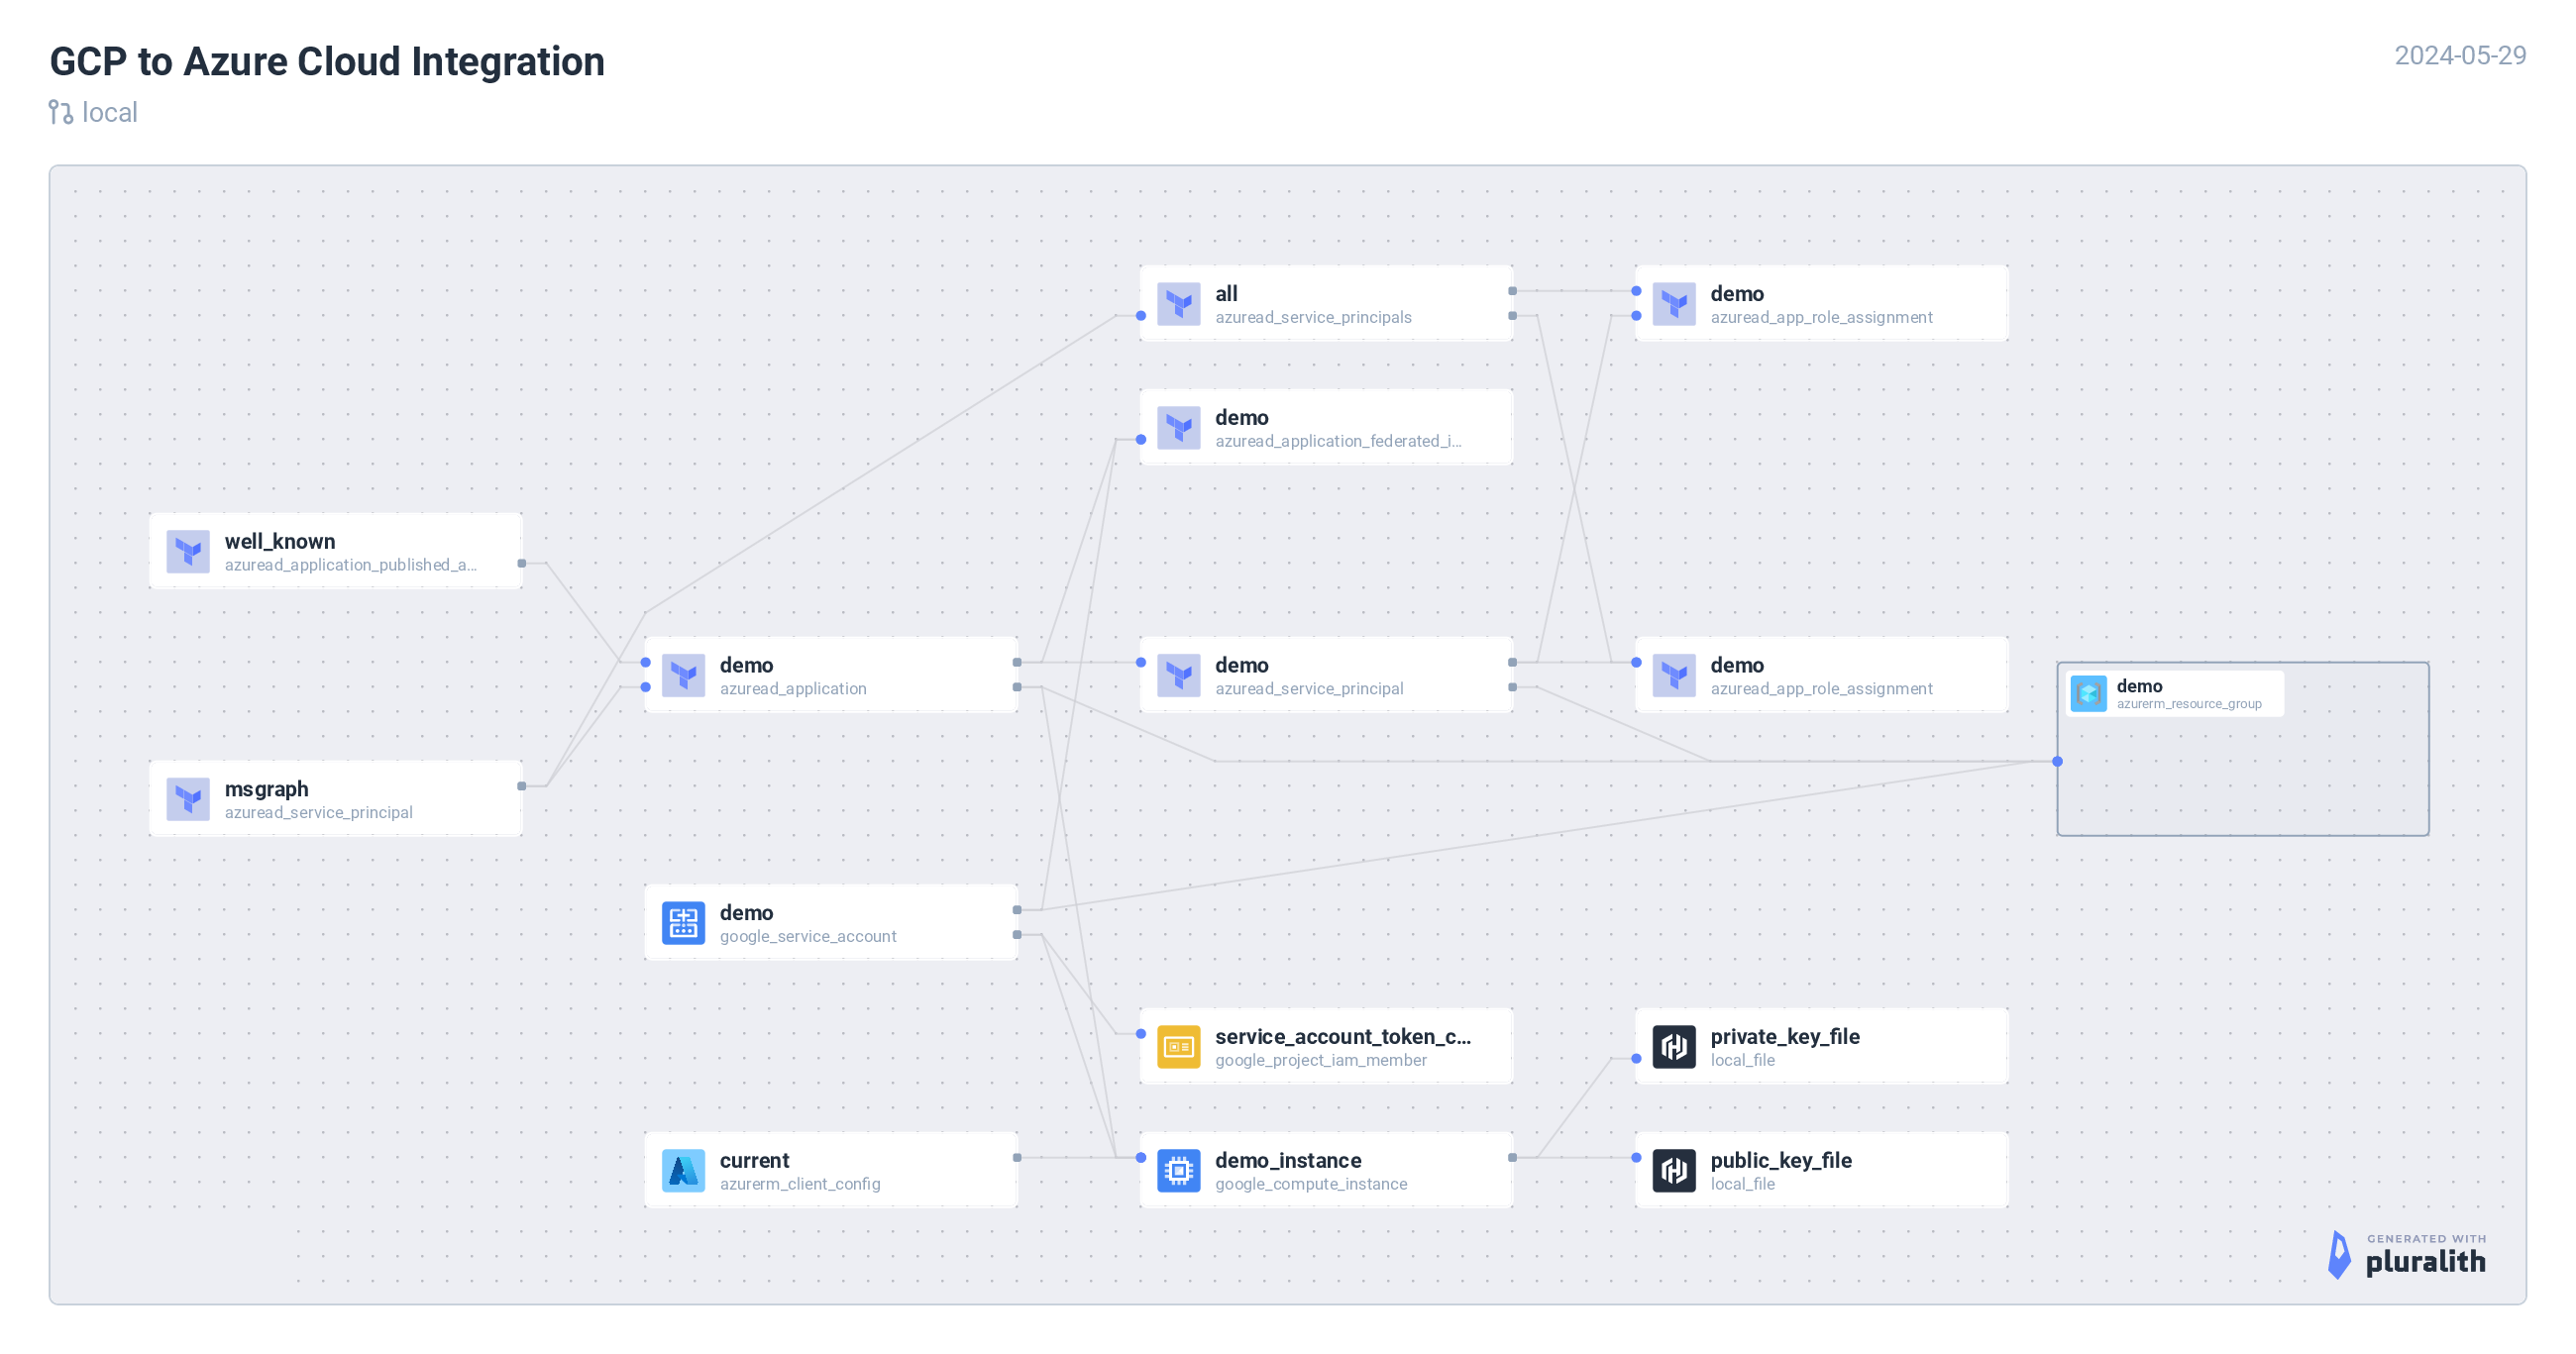 GCP to Azure Cloud Integration
2024-05-29
local
all
azuread_service_principals
demo
azuread_app_role_assignment
demo
azuread_application_federated_i...
well_known
azuread_application_published_a...
demo
azuread_application
demo
azuread_service_principal
demo
azuread_app_role_assignment
demo
azurerm_resource_group
msgraph
azuread_service_principal
demo
google_service_account
service_account_token_c...
google_project_iam_member
private_key_file
local_file
current
azurerm_client_config
demo_instance
google_compute_instance
public_key_file
local_file
GENERATED WITH
pluralith